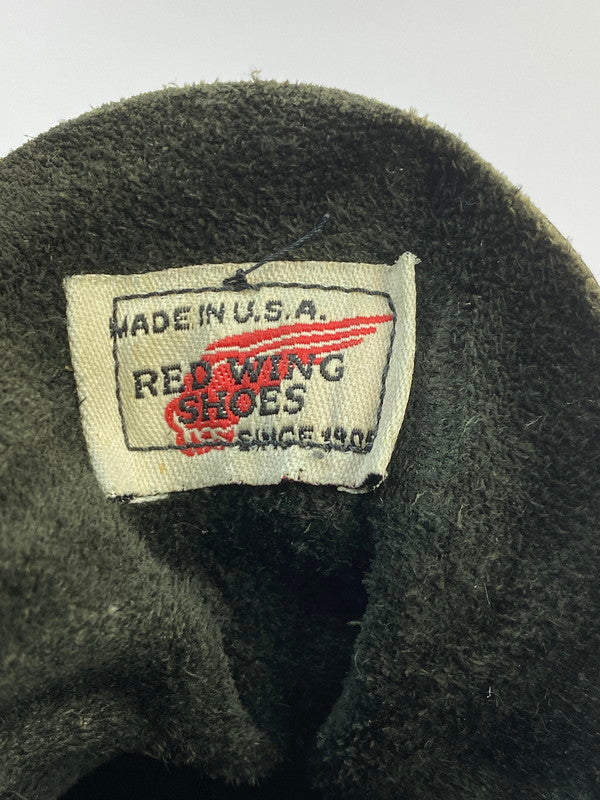 MADE IN U.S.A.
RED WING
SHOES
SINCE 1905